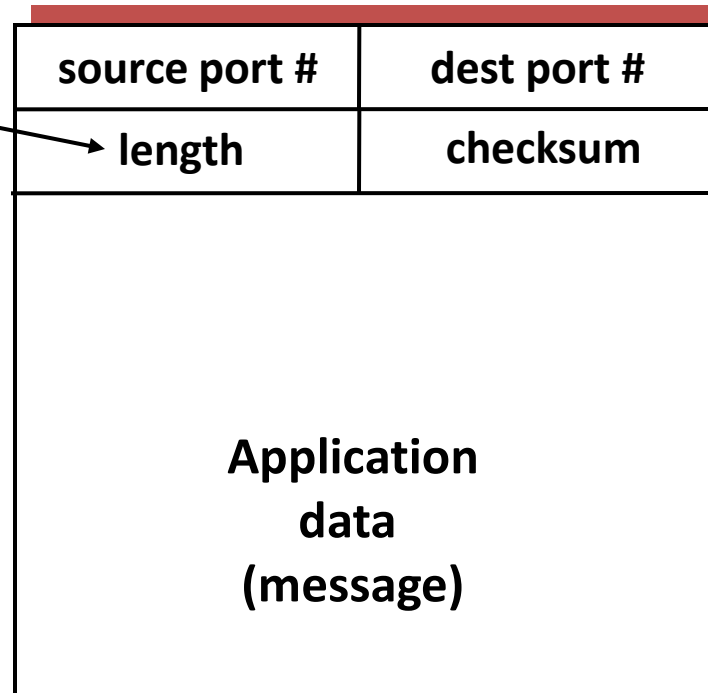 source port # dest port #
length checksum
Application
data
(message)